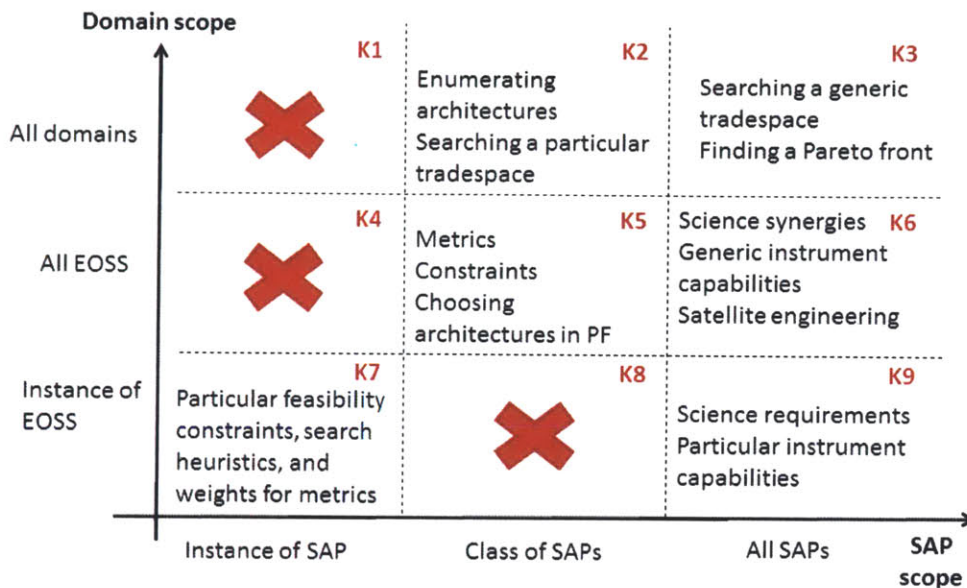 Domain scope
K1
K2
K3
All domains
Enumerating
architectures
Searching a particular
tradespace
Searching a generic
tradespace
Finding a Pareto front
K4
K5
K6
All EOSS
Metrics
Constraints
Choosing
architectures in PF
Science synergies
Generic instrument
capabilities
Satellite engineering
K7
K8
K9
Instance of
EOSS
Particular feasibility
constraints, search
heuristics, and
weights for metrics
Science requirements
Particular instrument
capabilities
Instance of SAP
Class of SAPs
All SAPs
SAP
scope